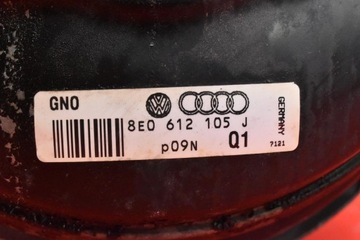 GNO
8E0 612 105 J
p09N Q1
GERMANY
7121